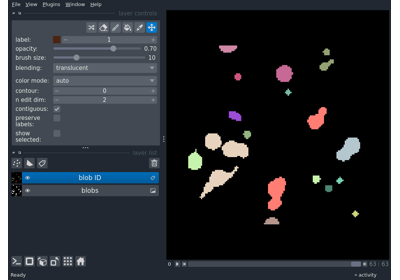 File View Plugins Window Help
layer controls
label: 1
opacity: 0.70
brush size: 10
blending: translucent
color mode: auto
contour: 0
n edit dim: 2
contiguous:
preserve
labels:
show
selected:
layer list
blob ID
blobs
0 63 63
Ready
activity